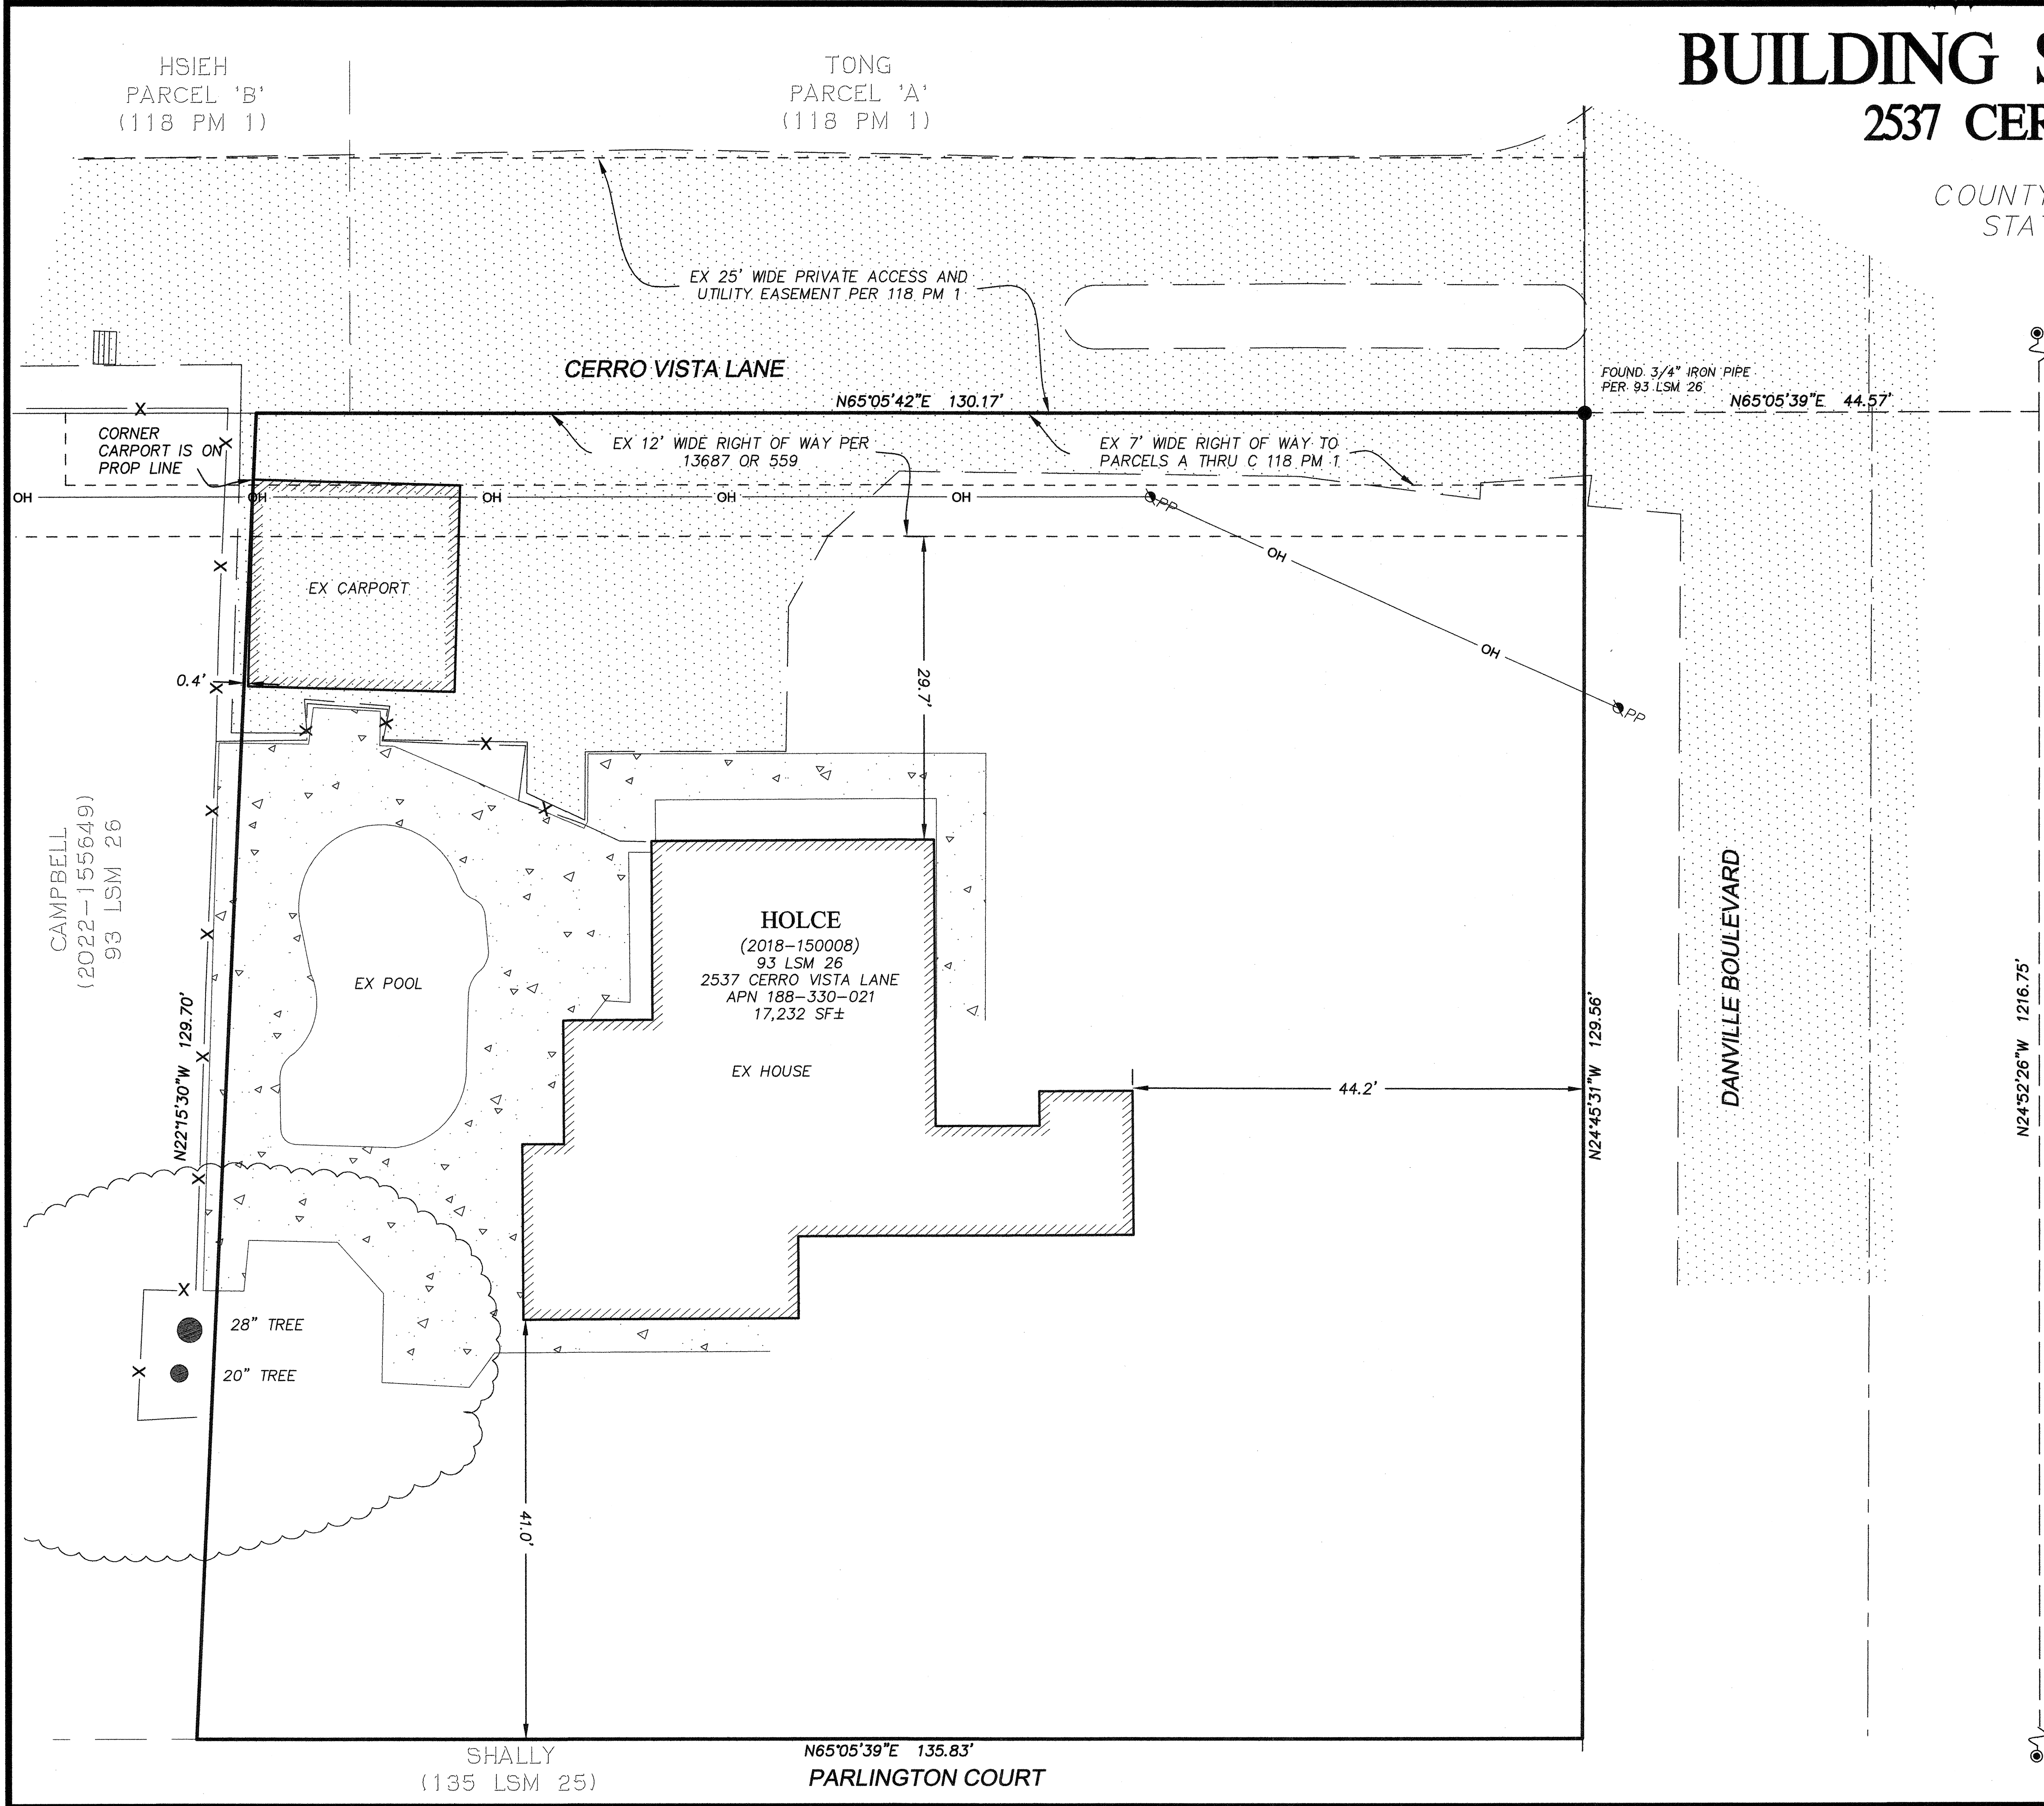 BUILDING S
2537 CER
COUNTY
STA
HSIEH
PARCEL 'B'
(118 PM 1)
TONG
PARCEL 'A'
(118 PM 1)
EX 25' WIDE PRIVATE ACCESS AND
UTILITY EASEMENT PER 118 PM 1
CERRO VISTA LANE
N65°05'42"E 130.17'
FOUND 3/4" IRON PIPE
PER 93 LSM 26
N65°05'39"E 44.57'
X
CORNER
CARPORT IS ON
PROP LINE
X
EX 12' WIDE RIGHT OF WAY PER
13687 OR 559
EX 7' WIDE RIGHT OF WAY TO
PARCELS A THRU C 118 PM 1
OH
OH
OH
OH
OH
PP
OH
OH
PP
X
EX CARPORT
0.4'
X
29.7'
X
X
X
X
X
CAMPBELL
(2022-155649)
93 LSM 26
X
EX POOL
HOLCE
(2018-150008)
93 LSM 26
2537 CERRO VISTA LANE
APN 188-330-021
17,232 SF±
EX HOUSE
N22°15'30"W 129.70'
X
X
44.2'
N24°45'31"W 129.56'
DANVILLE BOULEVARD
N24°52'26"W 1216.75'
X
28" TREE
X
20" TREE
41.0'
SHALLY
(135 LSM 25)
N65°05'39"E 135.83'
PARLINGTON COURT